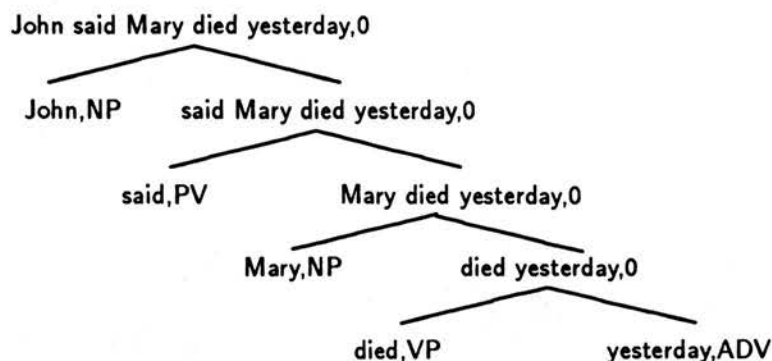 John said Mary died yesterday,0
John,NP said Mary died yesterday,0
said,PV Mary died yesterday,0
Mary,NP died yesterday,0
died,VP yesterday,ADV